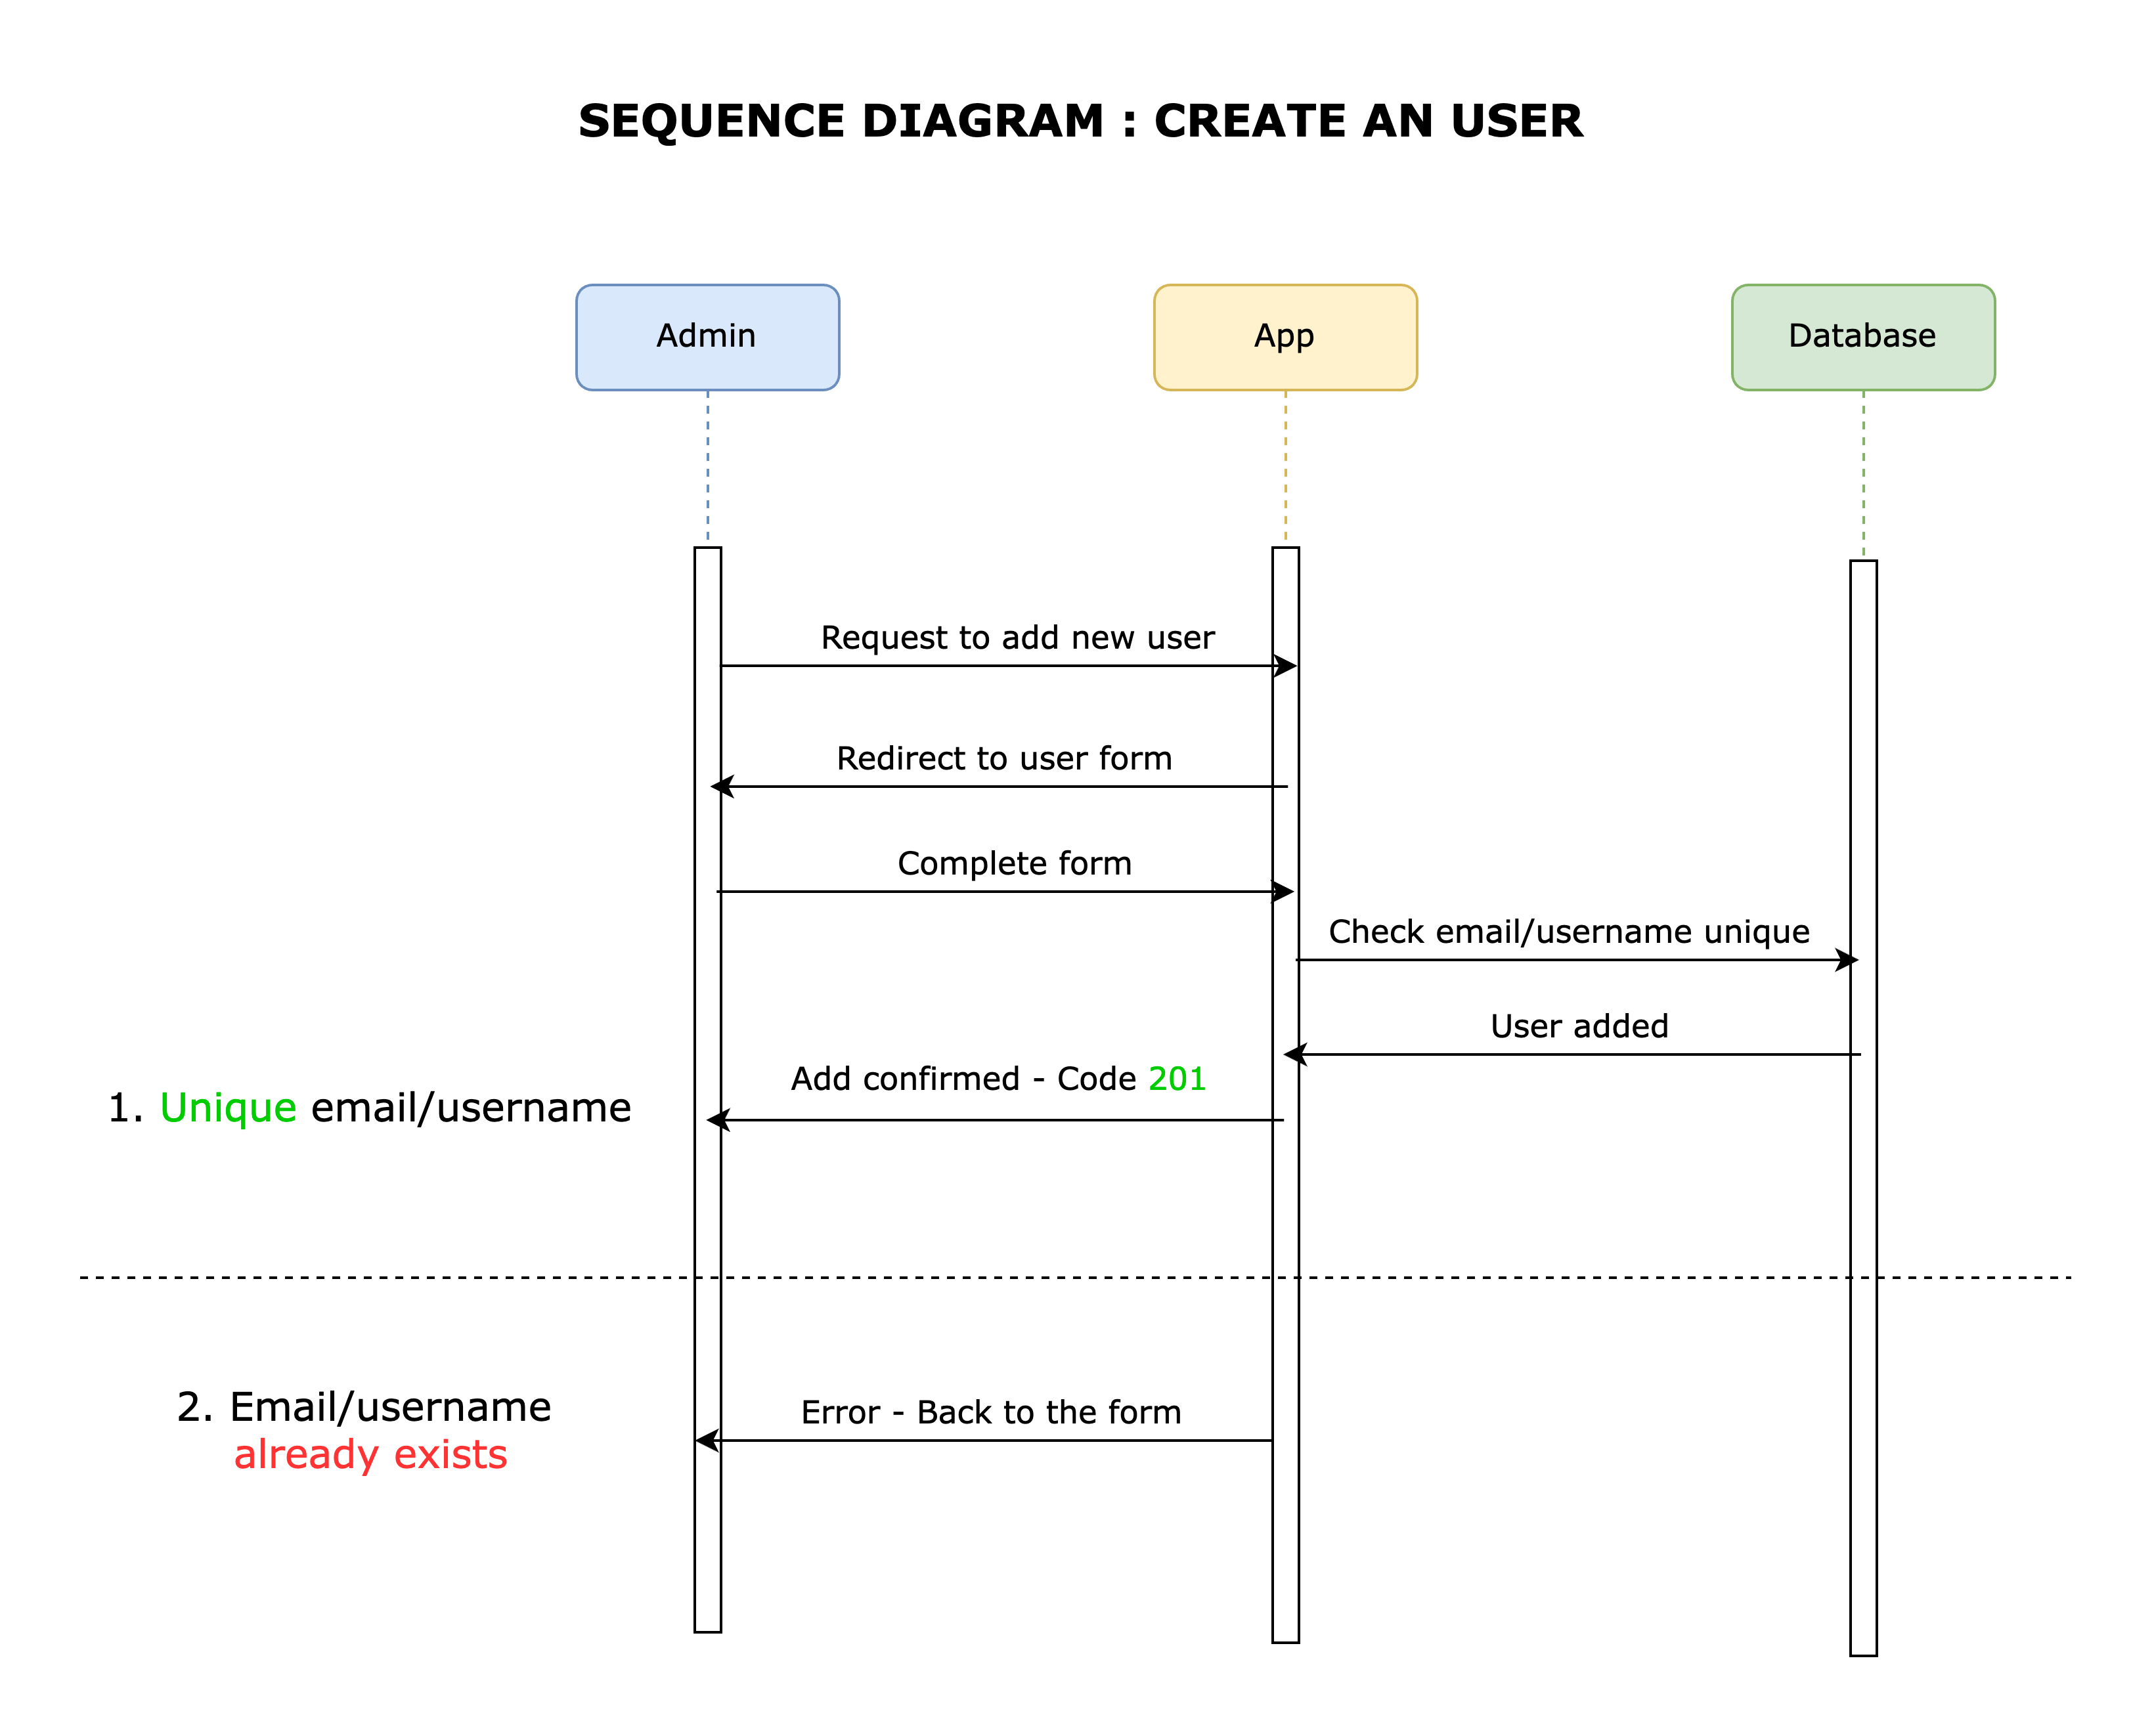 SEQUENCE DIAGRAM : CREATE AN USER
Admin
App
Database
Request to add new user
Redirect to user form
Complete form
Check email/username unique
User added
Add confirmed - Code 201
1. Unique email/username
2. Email/username
already exists
Error - Back to the form